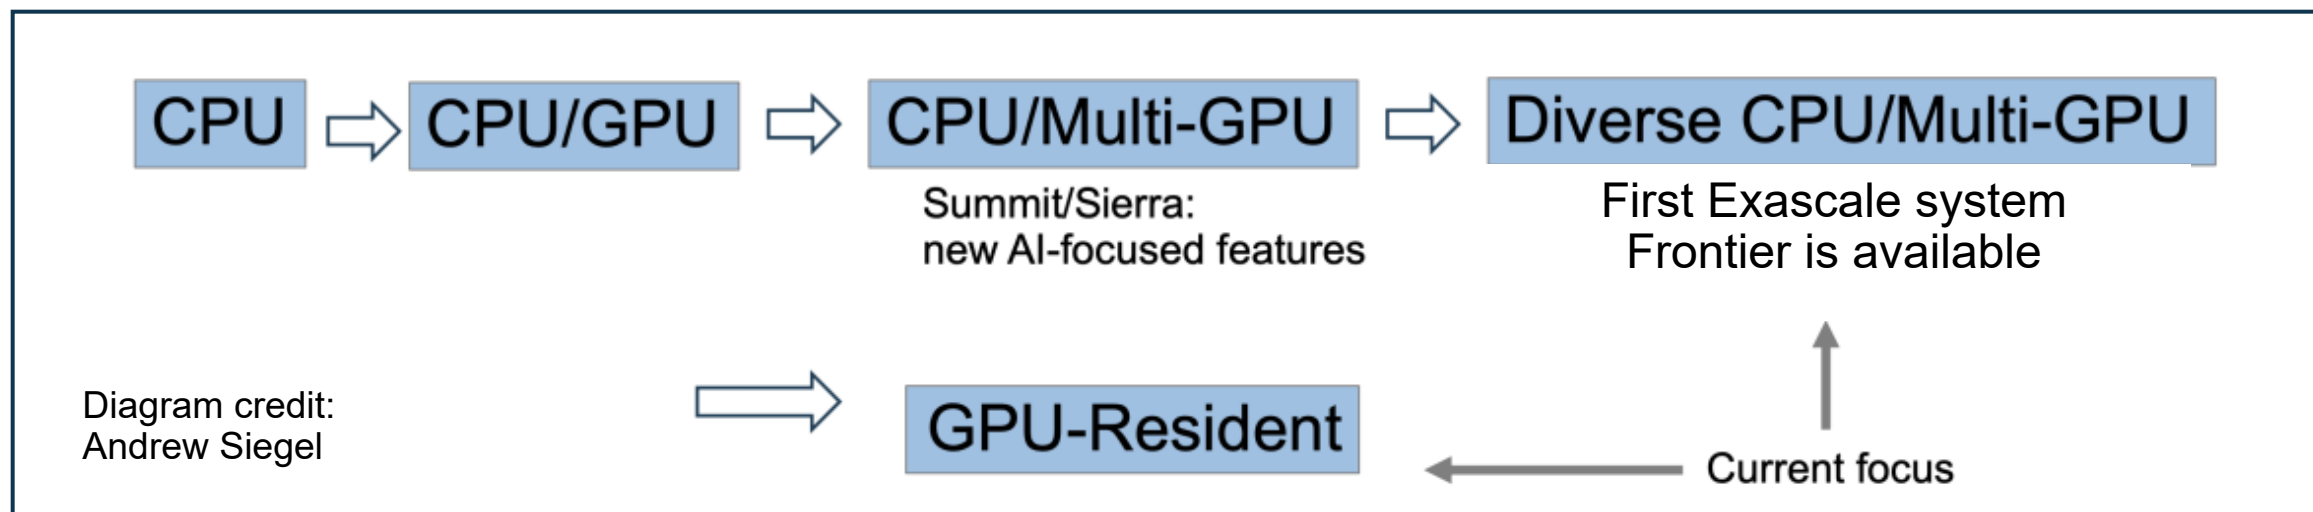 CPU
CPU/GPU
CPU/Multi-GPU
Diverse CPU/Multi-GPU
Summit/Sierra:
new AI-focused features
First Exascale system
Frontier is available
Diagram credit:
Andrew Siegel
GPU-Resident
Current focus